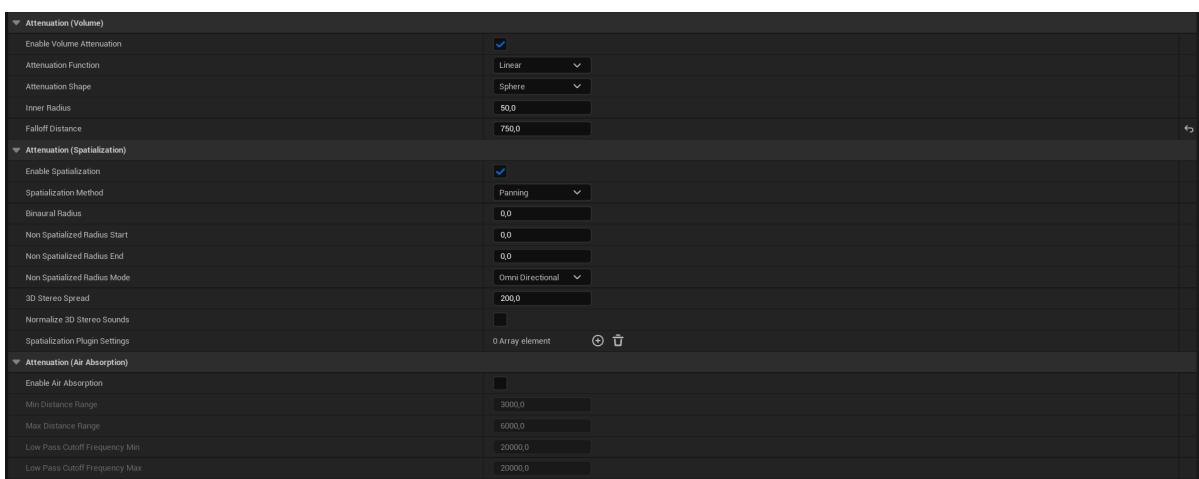 Attenuation (Volume)
Enable Volume Attenuation
Attenuation Function Linear
Attenuation Shape Sphere
Inner Radius 50,0
Falloff Distance 750,0
Attenuation (Spatialization)
Enable Spatialization
Spatialization Method Panning
Binaural Radius 0,0
Non Spatialized Radius Start 0,0
Non Spatialized Radius End 0,0
Non Spatialized Radius Mode Omni Directional
3D Stereo Spread 200,0
Normalize 3D Stereo Sounds
Spatialization Plugin Settings 0 Array element
Attenuation (Air Absorption)
Enable Air Absorption
Min Distance Range 3000,0
Max Distance Range 6000,0
Low Pass Cutoff Frequency Min 20000,0
Low Pass Cutoff Frequency Max 20000,0